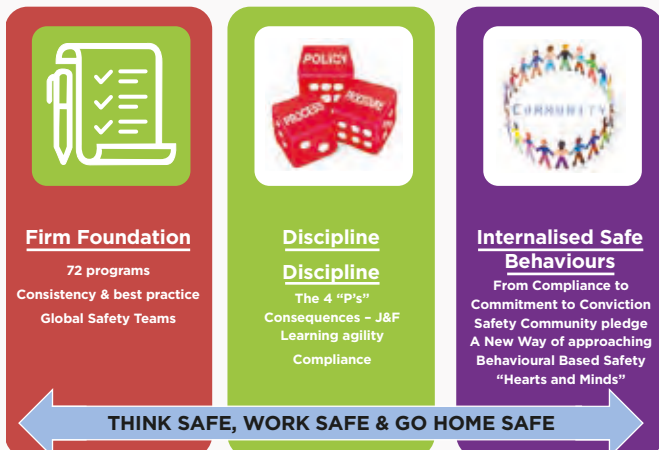 POLICY
PROCESS
PROCEDURE
COMMUNITY
Firm Foundation
72 programs
Consistency & best practice
Global Safety Teams
Discipline
Discipline
The 4 “P’s”
Consequences – J&F
Learning agility
Compliance
Internalised Safe
Behaviours
From Compliance to
Commitment to Conviction
Safety Community pledge
A New Way of approaching
Behavioural Based Safety
“Hearts and Minds”
THINK SAFE, WORK SAFE & GO HOME SAFE